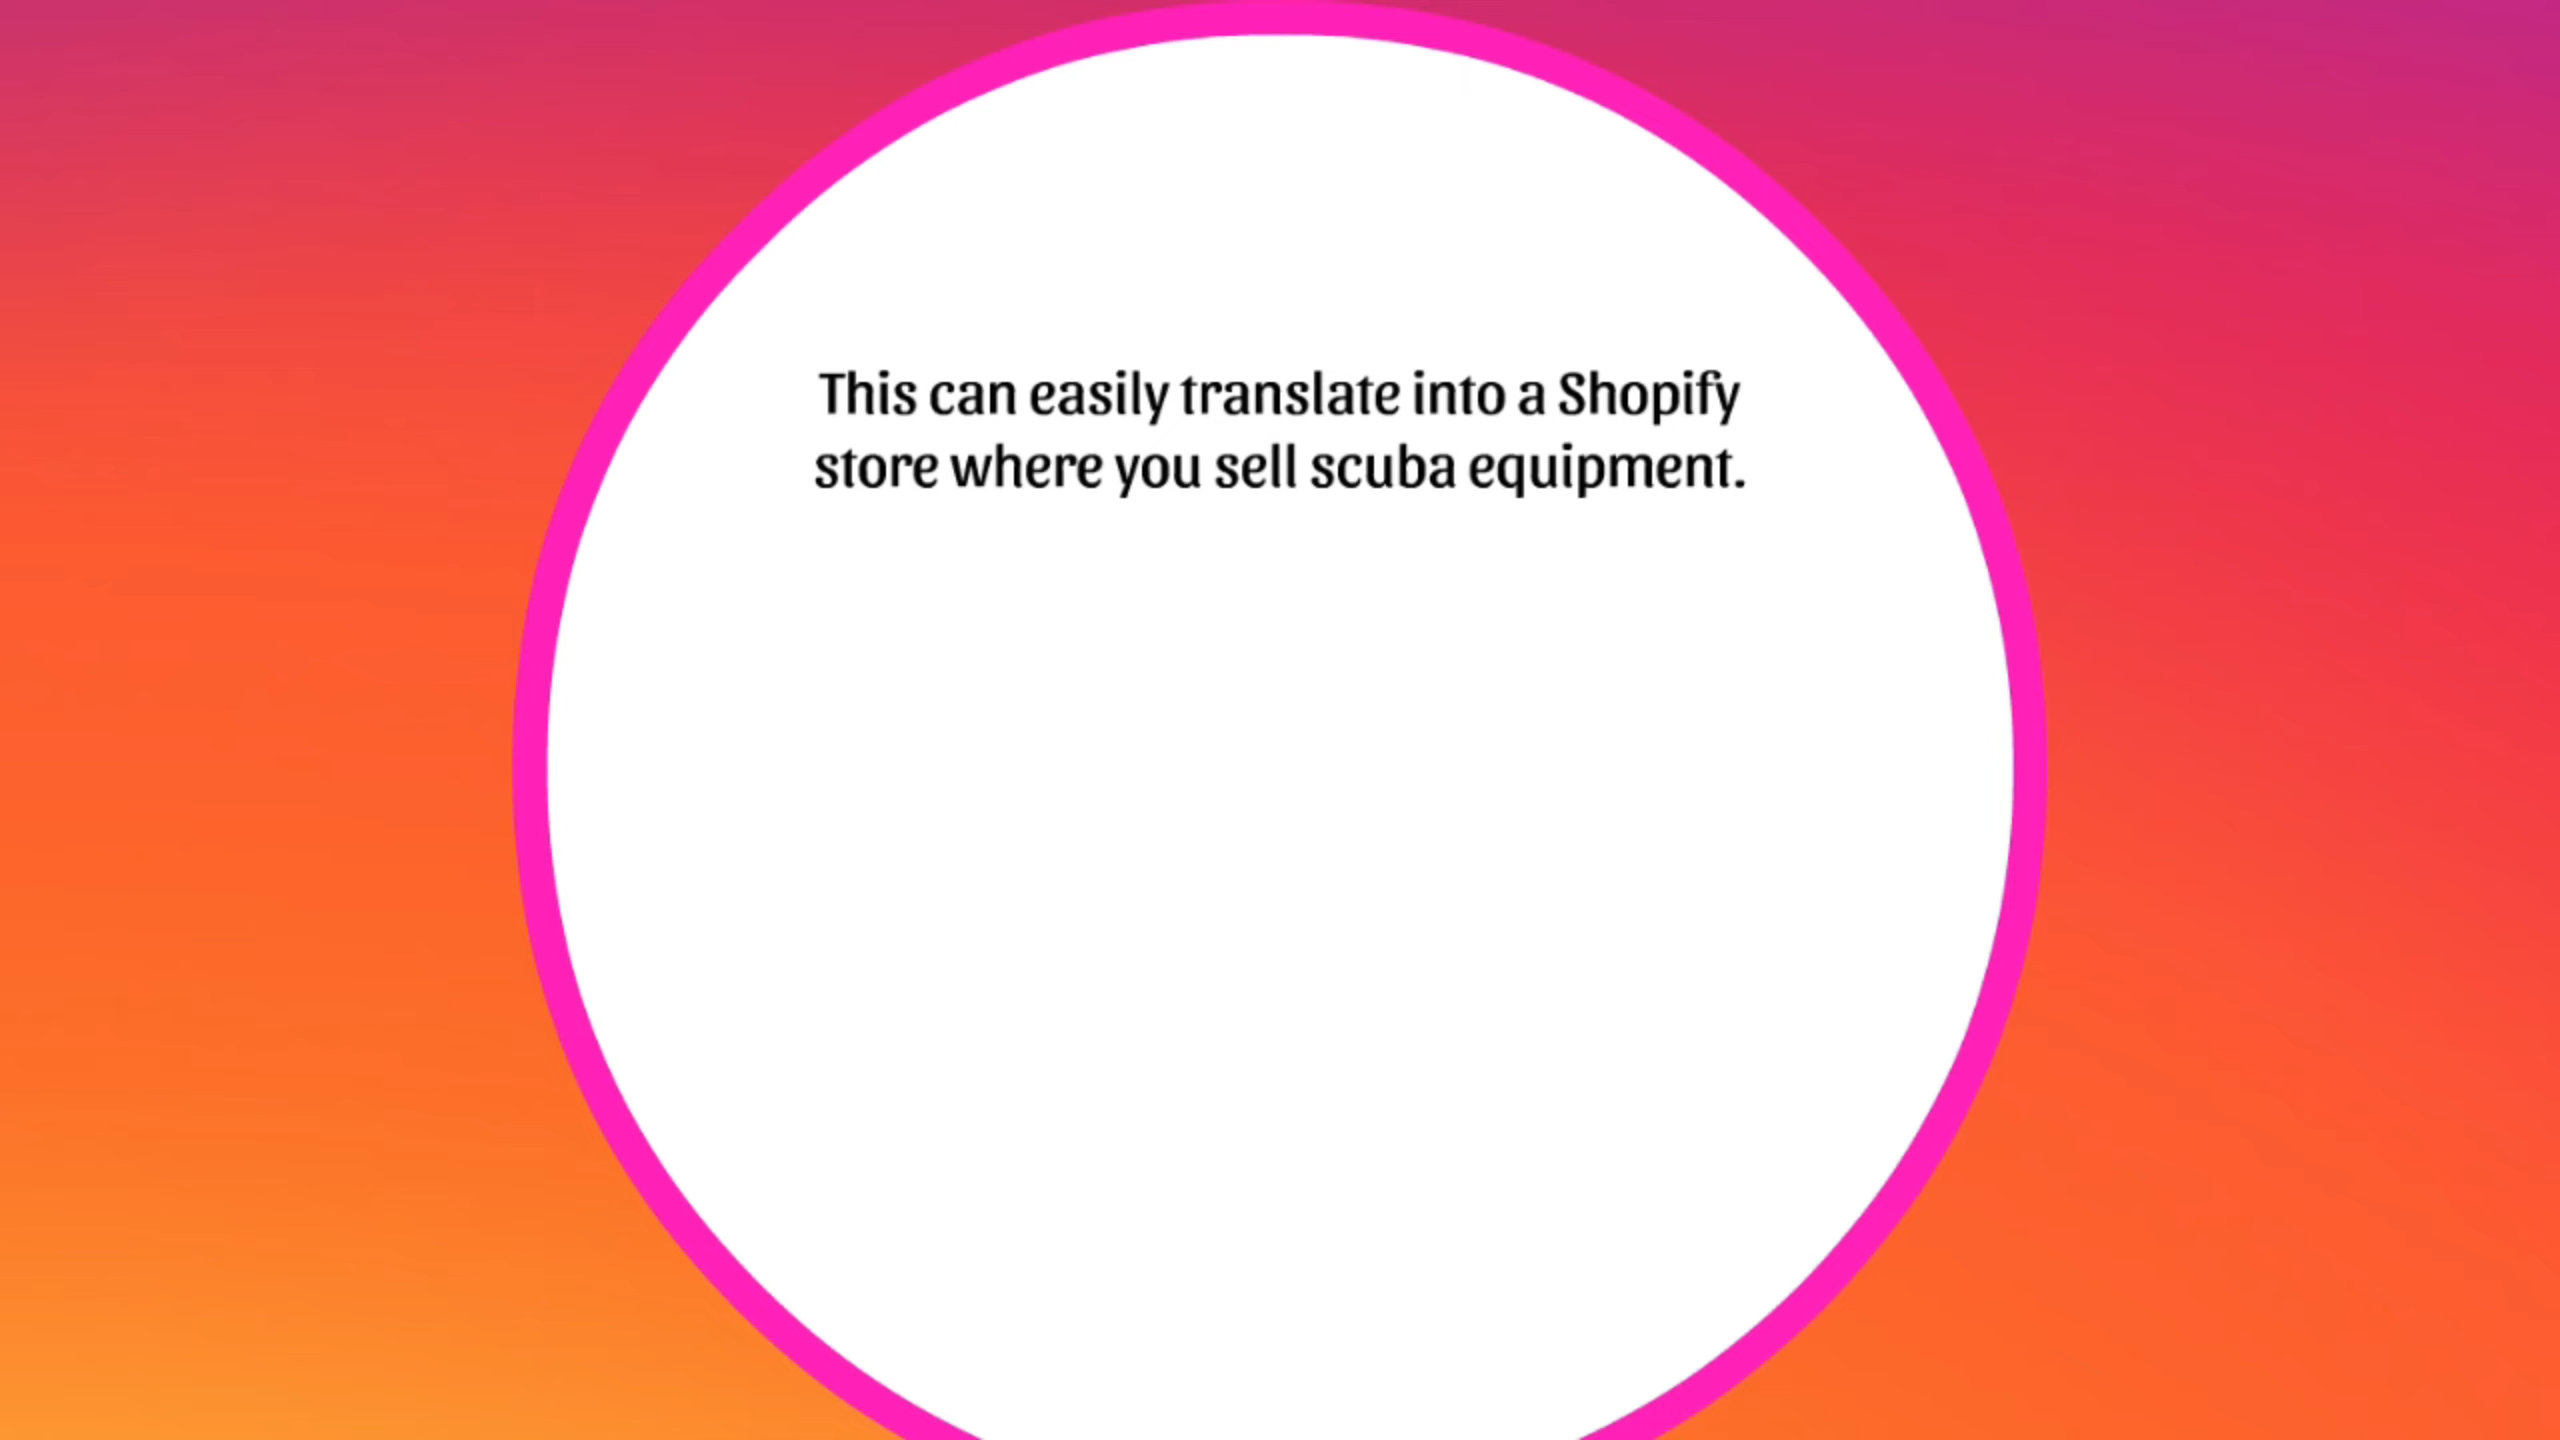 This can easily translate into a Shopify
store where you sell scuba equipment.